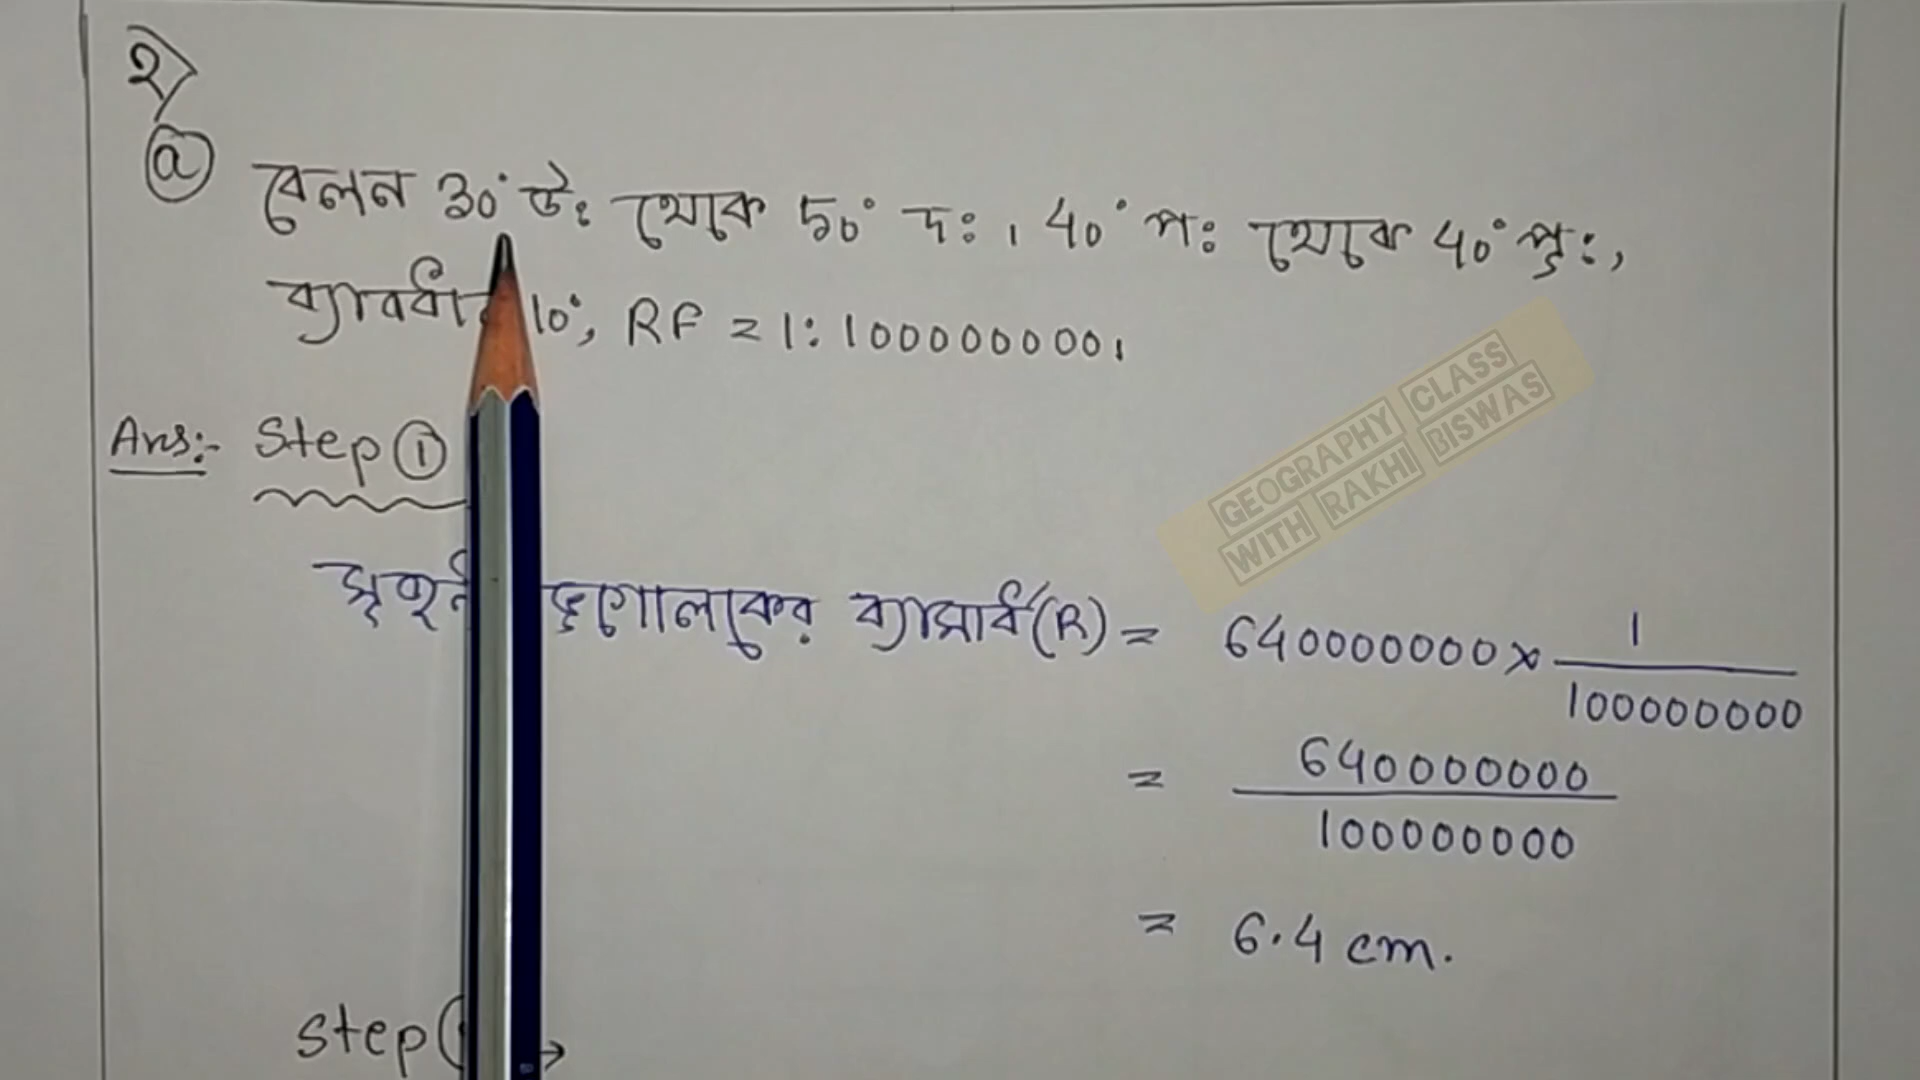 ২)
ⓐ বেলন 30° উঃ থেকে 50° দঃ, 40° পঃ থেকে 40° পূঃ,
10°, RF = 1: 100000000,
Ans:- Step ①
ভূগোলকের ব্যাসার্ধ (R) = 640000000 × 1
100000000
= 640000000
100000000
= 6.4 cm.
Step
GEOGRAPHY CLASS
WITH RAKHI BISWAS